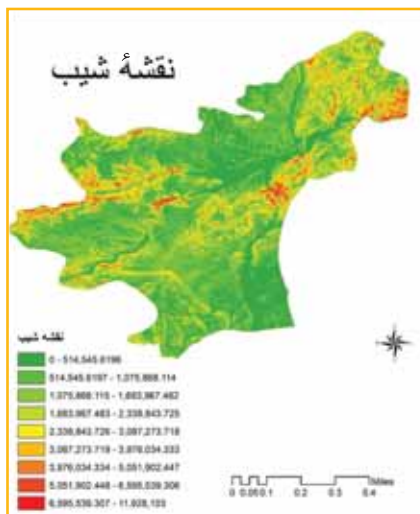 نقشهٔ شیب
نقشه شیب
0 - 514,545.6196
514,545.6197 - 1,075,868.114
1,075,868.115 - 1,683,967.482
1,683,967.483 - 2,338,843.725
2,338,843.726 - 3,087,273.718
3,087,273.719 - 3,976,034.333
3,976,034.334 - 5,051,902.447
5,051,902.448 - 6,595,539.306
6,595,539.307 - 11,928,103
Miles
0 0.05 0.1 0.2 0.3 0.4